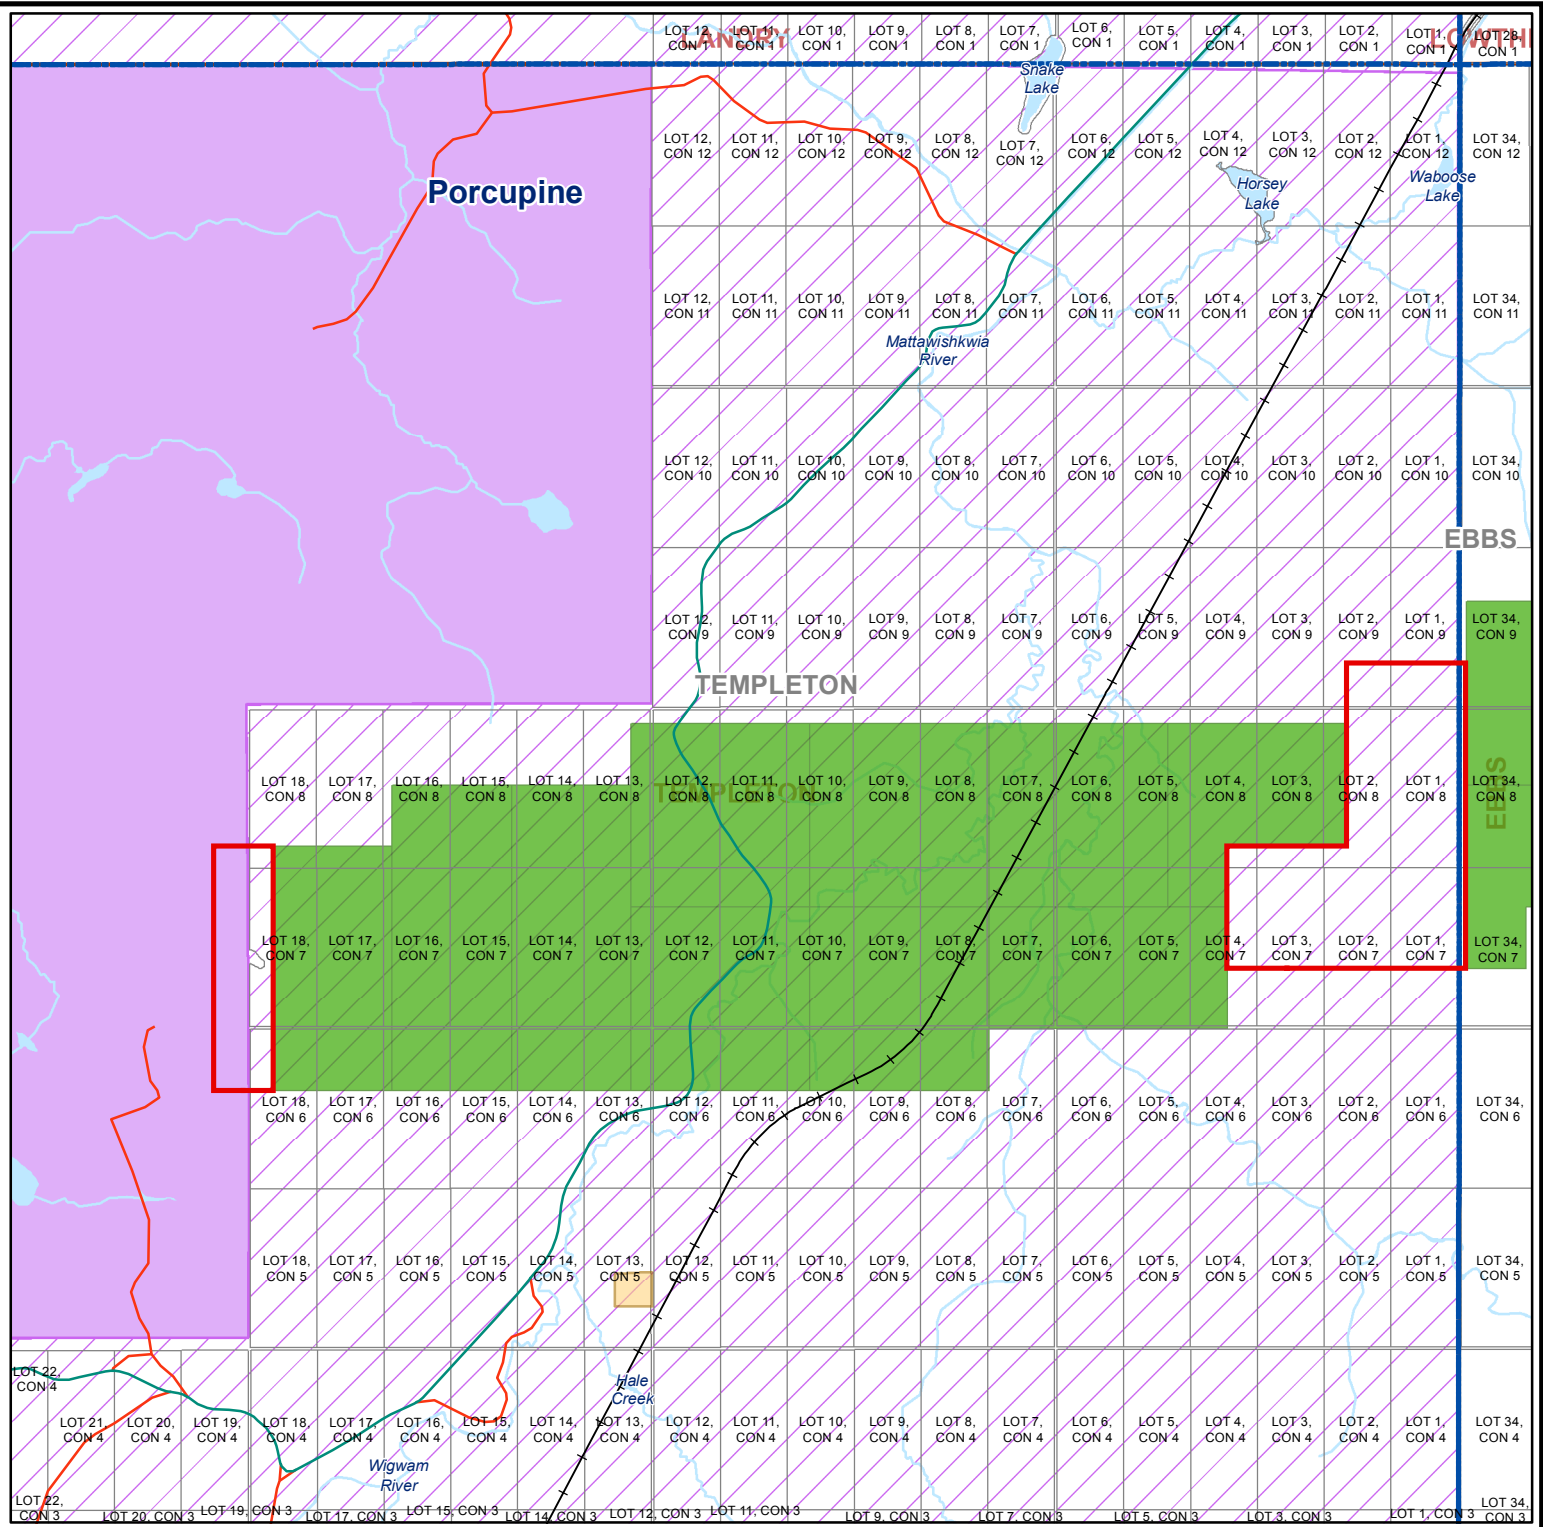 CANORY
LOWTH
LOT 12, CON 1
LOT 11, CON 1
LOT 10, CON 1
LOT 9, CON 1
LOT 8, CON 1
LOT 7, CON 1
LOT 6, CON 1
LOT 5, CON 1
LOT 4, CON 1
LOT 3, CON 1
LOT 2, CON 1
LOT 1, CON 1
LOT 28, CON 1
Snake
Lake
LOT 12, CON 12
LOT 11, CON 12
LOT 10, CON 12
LOT 9, CON 12
LOT 8, CON 12
LOT 7, CON 12
LOT 6, CON 12
LOT 5, CON 12
LOT 4, CON 12
LOT 3, CON 12
LOT 2, CON 12
LOT 1, CON 12
LOT 34, CON 12
Porcupine
Horsey
Lake
Waboose
Lake
LOT 12, CON 11
LOT 11, CON 11
LOT 10, CON 11
LOT 9, CON 11
LOT 8, CON 11
LOT 7, CON 11
LOT 6, CON 11
LOT 5, CON 11
LOT 4, CON 11
LOT 3, CON 11
LOT 2, CON 11
LOT 1, CON 11
LOT 34, CON 11
Mattawishkwia
River
LOT 12, CON 10
LOT 11, CON 10
LOT 10, CON 10
LOT 9, CON 10
LOT 8, CON 10
LOT 7, CON 10
LOT 6, CON 10
LOT 5, CON 10
LOT 4, CON 10
LOT 3, CON 10
LOT 2, CON 10
LOT 1, CON 10
LOT 34, CON 10
EBBS
LOT 12, CON 9
LOT 11, CON 9
LOT 10, CON 9
LOT 9, CON 9
LOT 8, CON 9
LOT 7, CON 9
LOT 6, CON 9
LOT 5, CON 9
LOT 4, CON 9
LOT 3, CON 9
LOT 2, CON 9
LOT 1, CON 9
LOT 34, CON 9
TEMPLETON
LOT 18, CON 8
LOT 17, CON 8
LOT 16, CON 8
LOT 15, CON 8
LOT 14, CON 8
LOT 13, CON 8
LOT 12, CON 8
LOT 11, CON 8
LOT 10, CON 8
LOT 9, CON 8
LOT 8, CON 8
LOT 7, CON 8
LOT 6, CON 8
LOT 5, CON 8
LOT 4, CON 8
LOT 3, CON 8
LOT 2, CON 8
LOT 1, CON 8
LOT 34, CON 8
TEMPLETON
EBBS
LOT 18, CON 7
LOT 17, CON 7
LOT 16, CON 7
LOT 15, CON 7
LOT 14, CON 7
LOT 13, CON 7
LOT 12, CON 7
LOT 11, CON 7
LOT 10, CON 7
LOT 9, CON 7
LOT 8, CON 7
LOT 7, CON 7
LOT 6, CON 7
LOT 5, CON 7
LOT 4, CON 7
LOT 3, CON 7
LOT 2, CON 7
LOT 1, CON 7
LOT 34, CON 7
LOT 18, CON 6
LOT 17, CON 6
LOT 16, CON 6
LOT 15, CON 6
LOT 14, CON 6
LOT 13, CON 6
LOT 12, CON 6
LOT 11, CON 6
LOT 10, CON 6
LOT 9, CON 6
LOT 8, CON 6
LOT 7, CON 6
LOT 6, CON 6
LOT 5, CON 6
LOT 4, CON 6
LOT 3, CON 6
LOT 2, CON 6
LOT 1, CON 6
LOT 34, CON 6
LOT 18, CON 5
LOT 17, CON 5
LOT 16, CON 5
LOT 15, CON 5
LOT 14, CON 5
LOT 13, CON 5
LOT 12, CON 5
LOT 11, CON 5
LOT 10, CON 5
LOT 9, CON 5
LOT 8, CON 5
LOT 7, CON 5
LOT 6, CON 5
LOT 5, CON 5
LOT 4, CON 5
LOT 3, CON 5
LOT 2, CON 5
LOT 1, CON 5
LOT 34, CON 5
Hale
Creek
LOT 22, CON 4
LOT 21, CON 4
LOT 20, CON 4
LOT 19, CON 4
LOT 18, CON 4
LOT 17, CON 4
LOT 16, CON 4
LOT 15, CON 4
LOT 14, CON 4
LOT 13, CON 4
LOT 12, CON 4
LOT 11, CON 4
LOT 10, CON 4
LOT 9, CON 4
LOT 8, CON 4
LOT 7, CON 4
LOT 6, CON 4
LOT 5, CON 4
LOT 4, CON 4
LOT 3, CON 4
LOT 2, CON 4
LOT 1, CON 4
LOT 34, CON 4
Wigwam
River
LOT 22, CON 3
LOT 20, CON 3
LOT 19, CON 3
LOT 17, CON 3
LOT 15, CON 3
LOT 14, CON 3
LOT 12, CON 3
LOT 11, CON 3
LOT 9, CON 3
LOT 7, CON 3
LOT 5, CON 3
LOT 3, CON 3
LOT 1, CON 3
LOT 34, CON 3